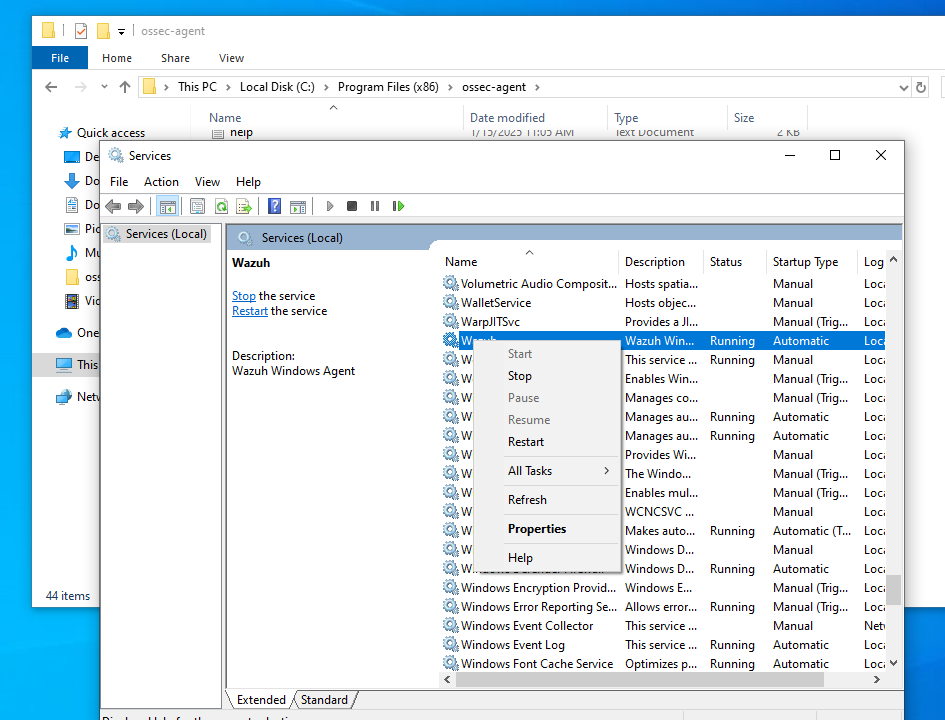 ossec-agent
File Home Share View
This PC Local Disk (C:) Program Files (x86) ossec-agent
Name Date modified Type Size
help 1/15/2025 11:05 AM Text Document 2 KB
Quick access
De
Do
Do
Pic
Mu
oss
Vic
One
This
Netw
44 items
Services
File Action View Help
Services (Local)
Services (Local)
Wazuh
Stop the service
Restart the service
Description:
Wazuh Windows Agent
Name Description Status Startup Type Log
Volumetric Audio Composit... Hosts spatia... Manual Loca
WalletService Hosts objec... Manual Loca
WarpJITSvc Provides a JI... Manual (Trig... Loca
Wazuh Wazuh Win... Running Automatic Loca
W This service ... Running Manual Loca
W Enables Win... Manual (Trig... Loca
W Manages co... Manual (Trig... Loca
W Manages au... Running Automatic Loca
W Manages au... Running Automatic Loca
W Provides Wi... Manual Loca
W The Windo... Manual (Trig... Loca
W Enables mul... Manual (Trig... Loca
W WCNCSVC ... Manual Loca
W Makes auto... Running Automatic (T... Loca
W Windows D... Manual Loca
Windows D... Running Automatic Loca
Windows Encryption Provid... Windows E... Manual (Trig... Loca
Windows Error Reporting Se... Allows error... Running Manual (Trig... Loca
Windows Event Collector This service ... Manual Netw
Windows Event Log This service ... Running Automatic Loca
Windows Font Cache Service Optimizes p... Running Automatic Loca
Start
Stop
Pause
Resume
Restart
All Tasks
Refresh
Properties
Help
Extended Standard